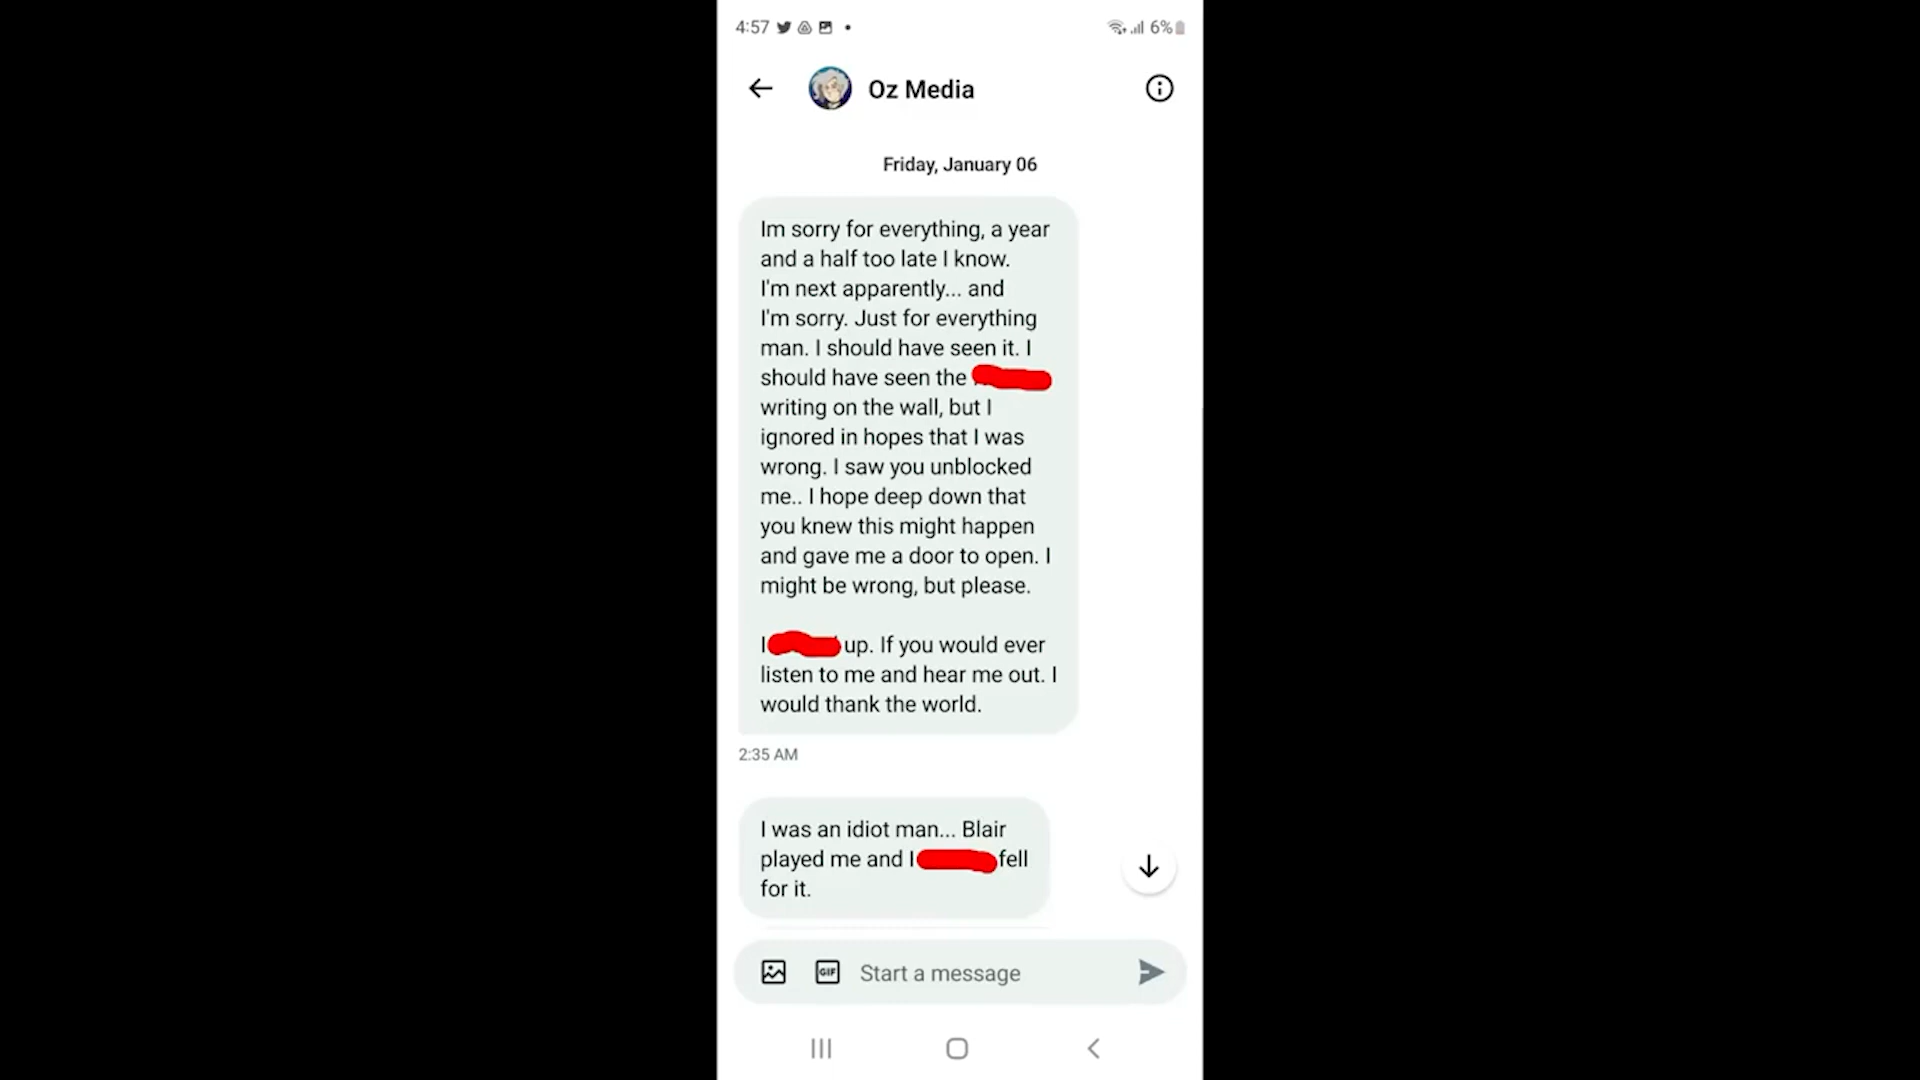 4:57
6%
Oz Media
Friday, January 06
Im sorry for everything, a year
and a half too late I know.
I'm next apparently... and
I'm sorry. Just for everything
man. I should have seen it. I
should have seen the
writing on the wall, but I
ignored in hopes that I was
wrong. I saw you unblocked
me.. I hope deep down that
you knew this might happen
and gave me a door to open. I
might be wrong, but please.
I up. If you would ever
listen to me and hear me out. I
would thank the world.
2:35 AM
I was an idiot man... Blair
played me and I fell
for it.
GIF
Start a message